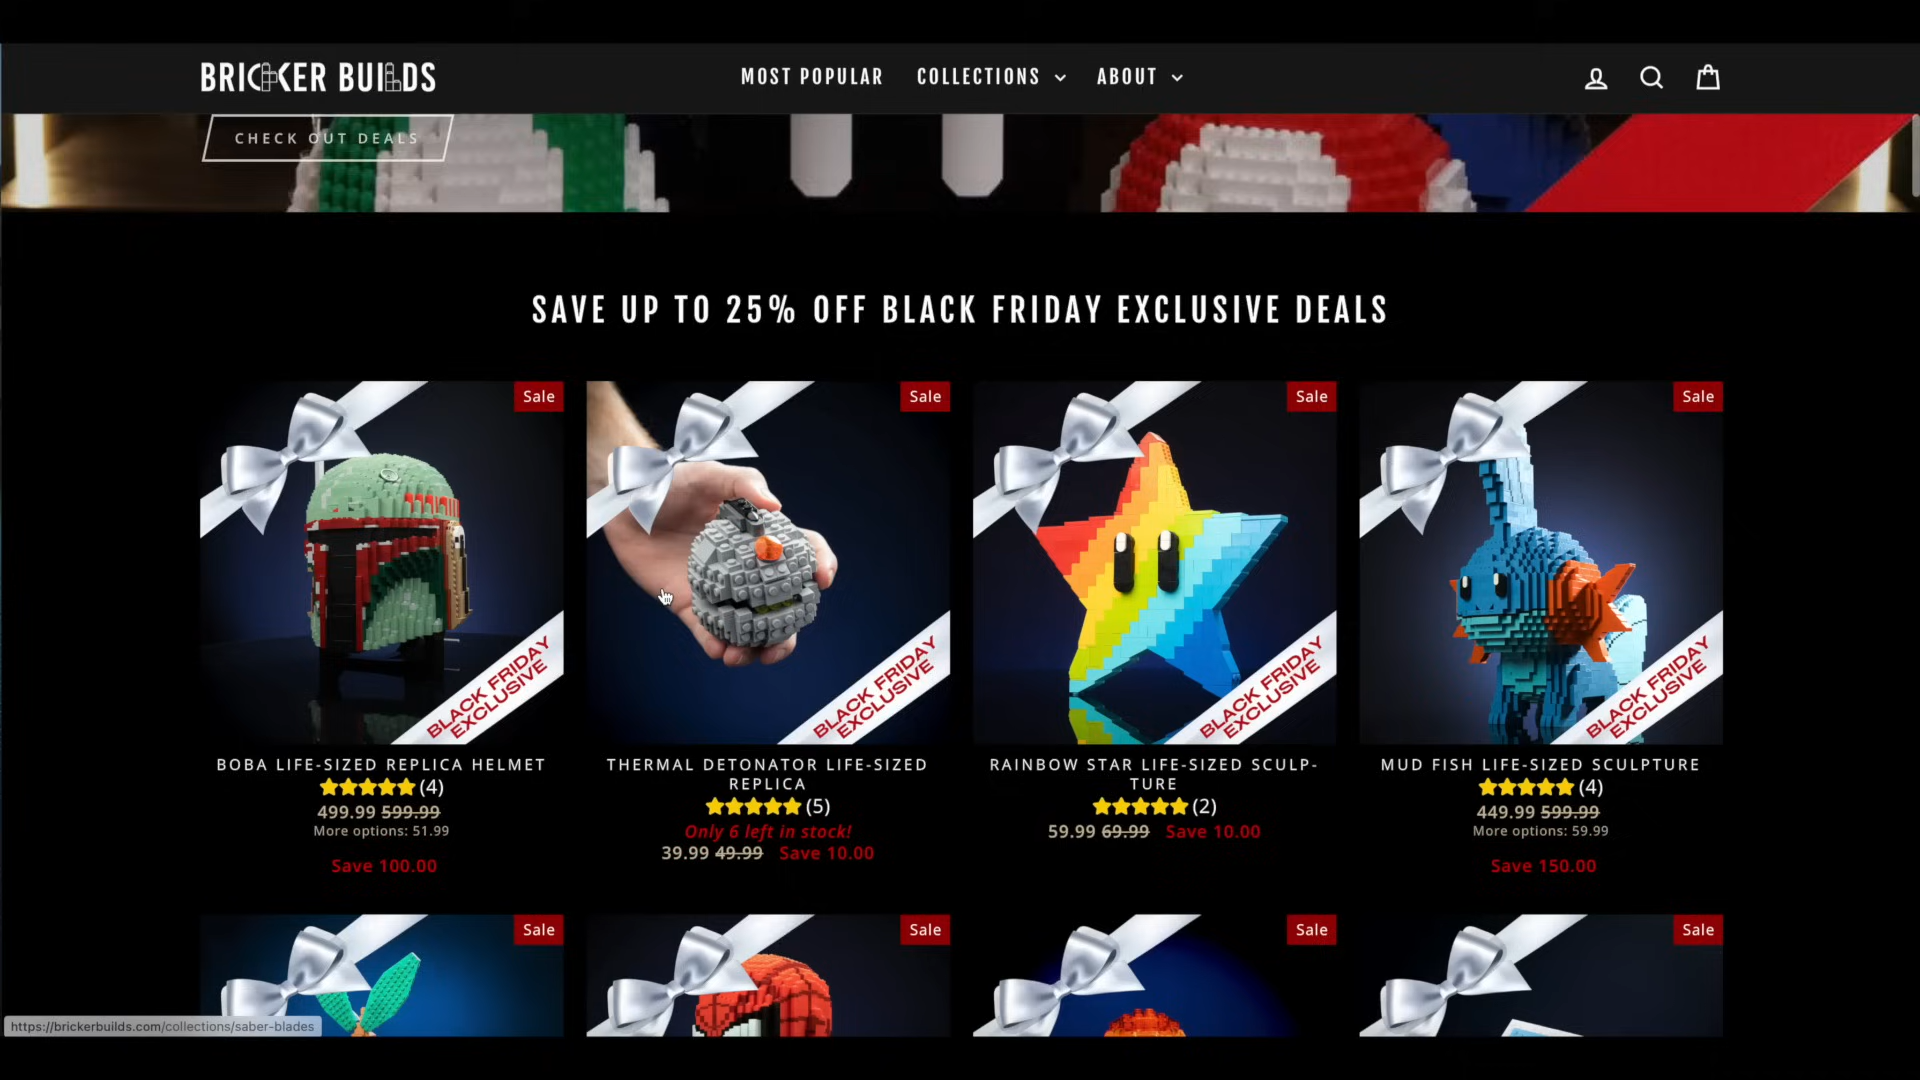 BRICKER BUILDS
MOST POPULAR
COLLECTIONS
ABOUT
CHECK OUT DEALS
SAVE UP TO 25% OFF BLACK FRIDAY EXCLUSIVE DEALS
Sale
Sale
Sale
Sale
BLACK FRIDAY
EXCLUSIVE
BLACK FRIDAY
EXCLUSIVE
BLACK FRIDAY
EXCLUSIVE
BLACK FRIDAY
EXCLUSIVE
BOBA LIFE-SIZED REPLICA HELMET
(4)
499.99 599.99
More options: 51.99
Save 100.00
THERMAL DETONATOR LIFE-SIZED
REPLICA
(5)
Only 6 left in stock!
39.99 49.99 Save 10.00
RAINBOW STAR LIFE-SIZED SCULP-
TURE
(2)
59.99 69.99 Save 10.00
MUD FISH LIFE-SIZED SCULPTURE
(4)
449.99 599.99
More options: 59.99
Save 150.00
Sale
Sale
Sale
Sale
https://brickerbuilds.com/collections/saber-blades